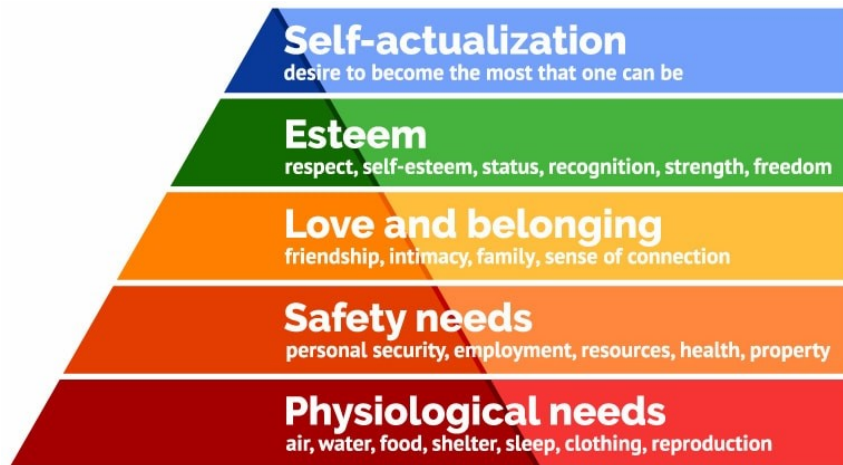 Self-actualization
desire to become the most that one can be
Esteem
respect, self-esteem, status, recognition, strength, freedom
Love and belonging
friendship, intimacy, family, sense of connection
Safety needs
personal security, employment, resources, health, property
Physiological needs
air, water, food, shelter, sleep, clothing, reproduction